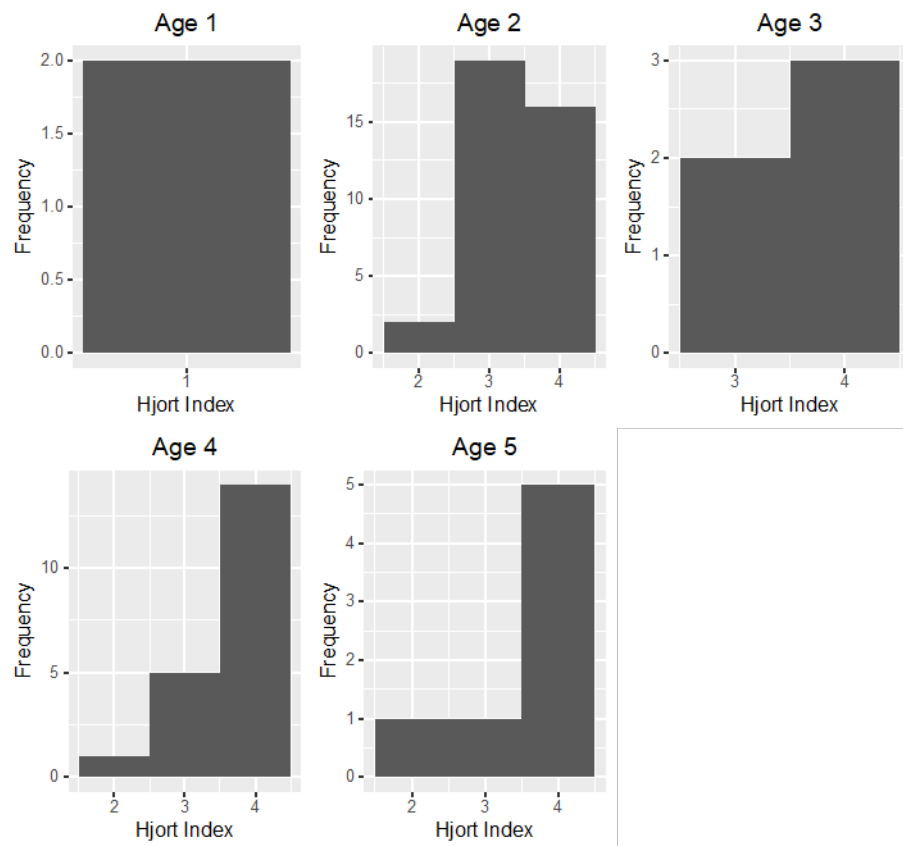 Age 1
2.0
1.5
1.0
0.5
0.0
Frequency
1
Hjort Index
Age 2
15
10
5
0
Frequency
2 3 4
Hjort Index
Age 3
3
2
1
0
Frequency
3 4
Hjort Index
Age 4
10
5
0
Frequency
2 3 4
Hjort Index
Age 5
5
4
3
2
1
0
Frequency
2 3 4
Hjort Index